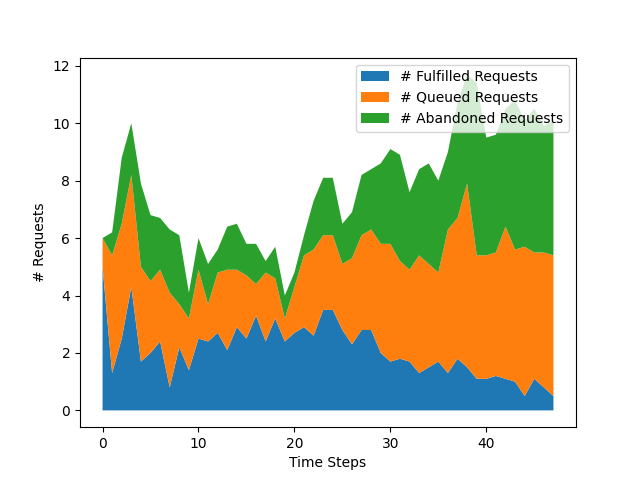 # Fulfilled Requests
# Queued Requests
# Abandoned Requests
12
10
8
6
4
2
0
# Requests
0 10 20 30 40
Time Steps